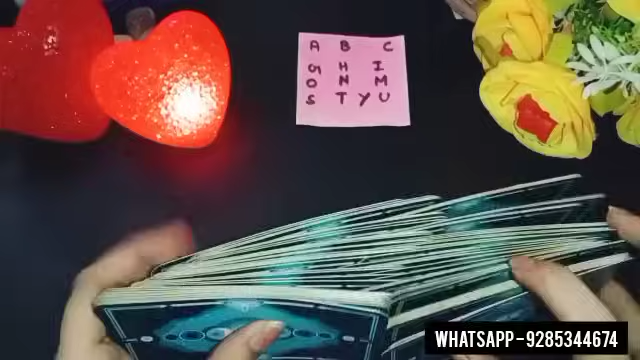 A B C
G H I
O N M
S T Y U
WHATSAPP-9285344674